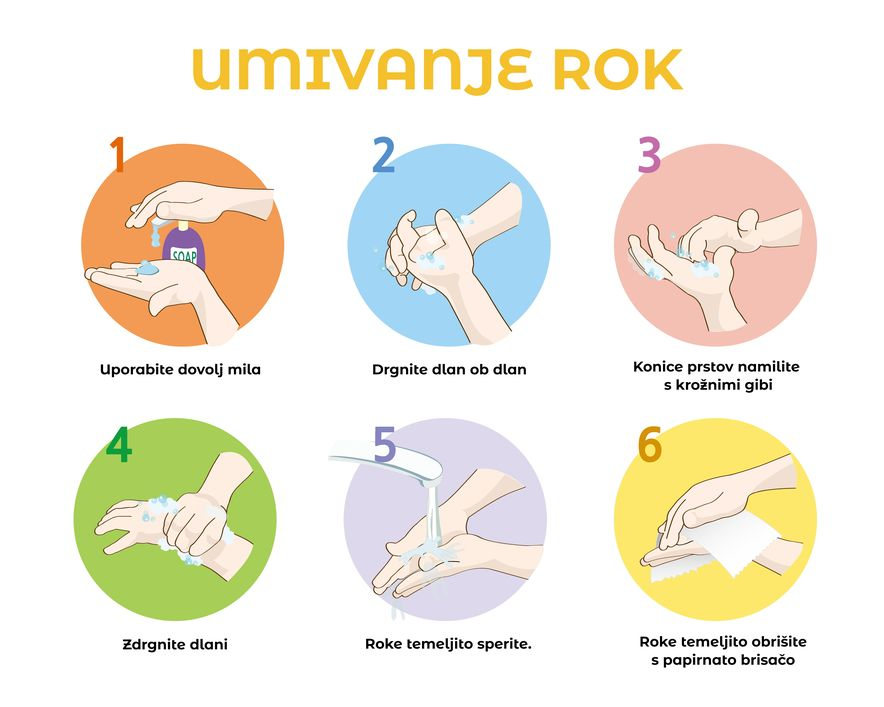 UMIVANJE ROK
1
2
3
SOAP
Uporabite dovolj mila
Drgnite dlan ob dlan
Konice prstov namilite
s krožnimi gibi
4
5
6
Zdrgnite dlani
Roke temeljito sperite.
Roke temeljito obrišite
s papirnato brisačo